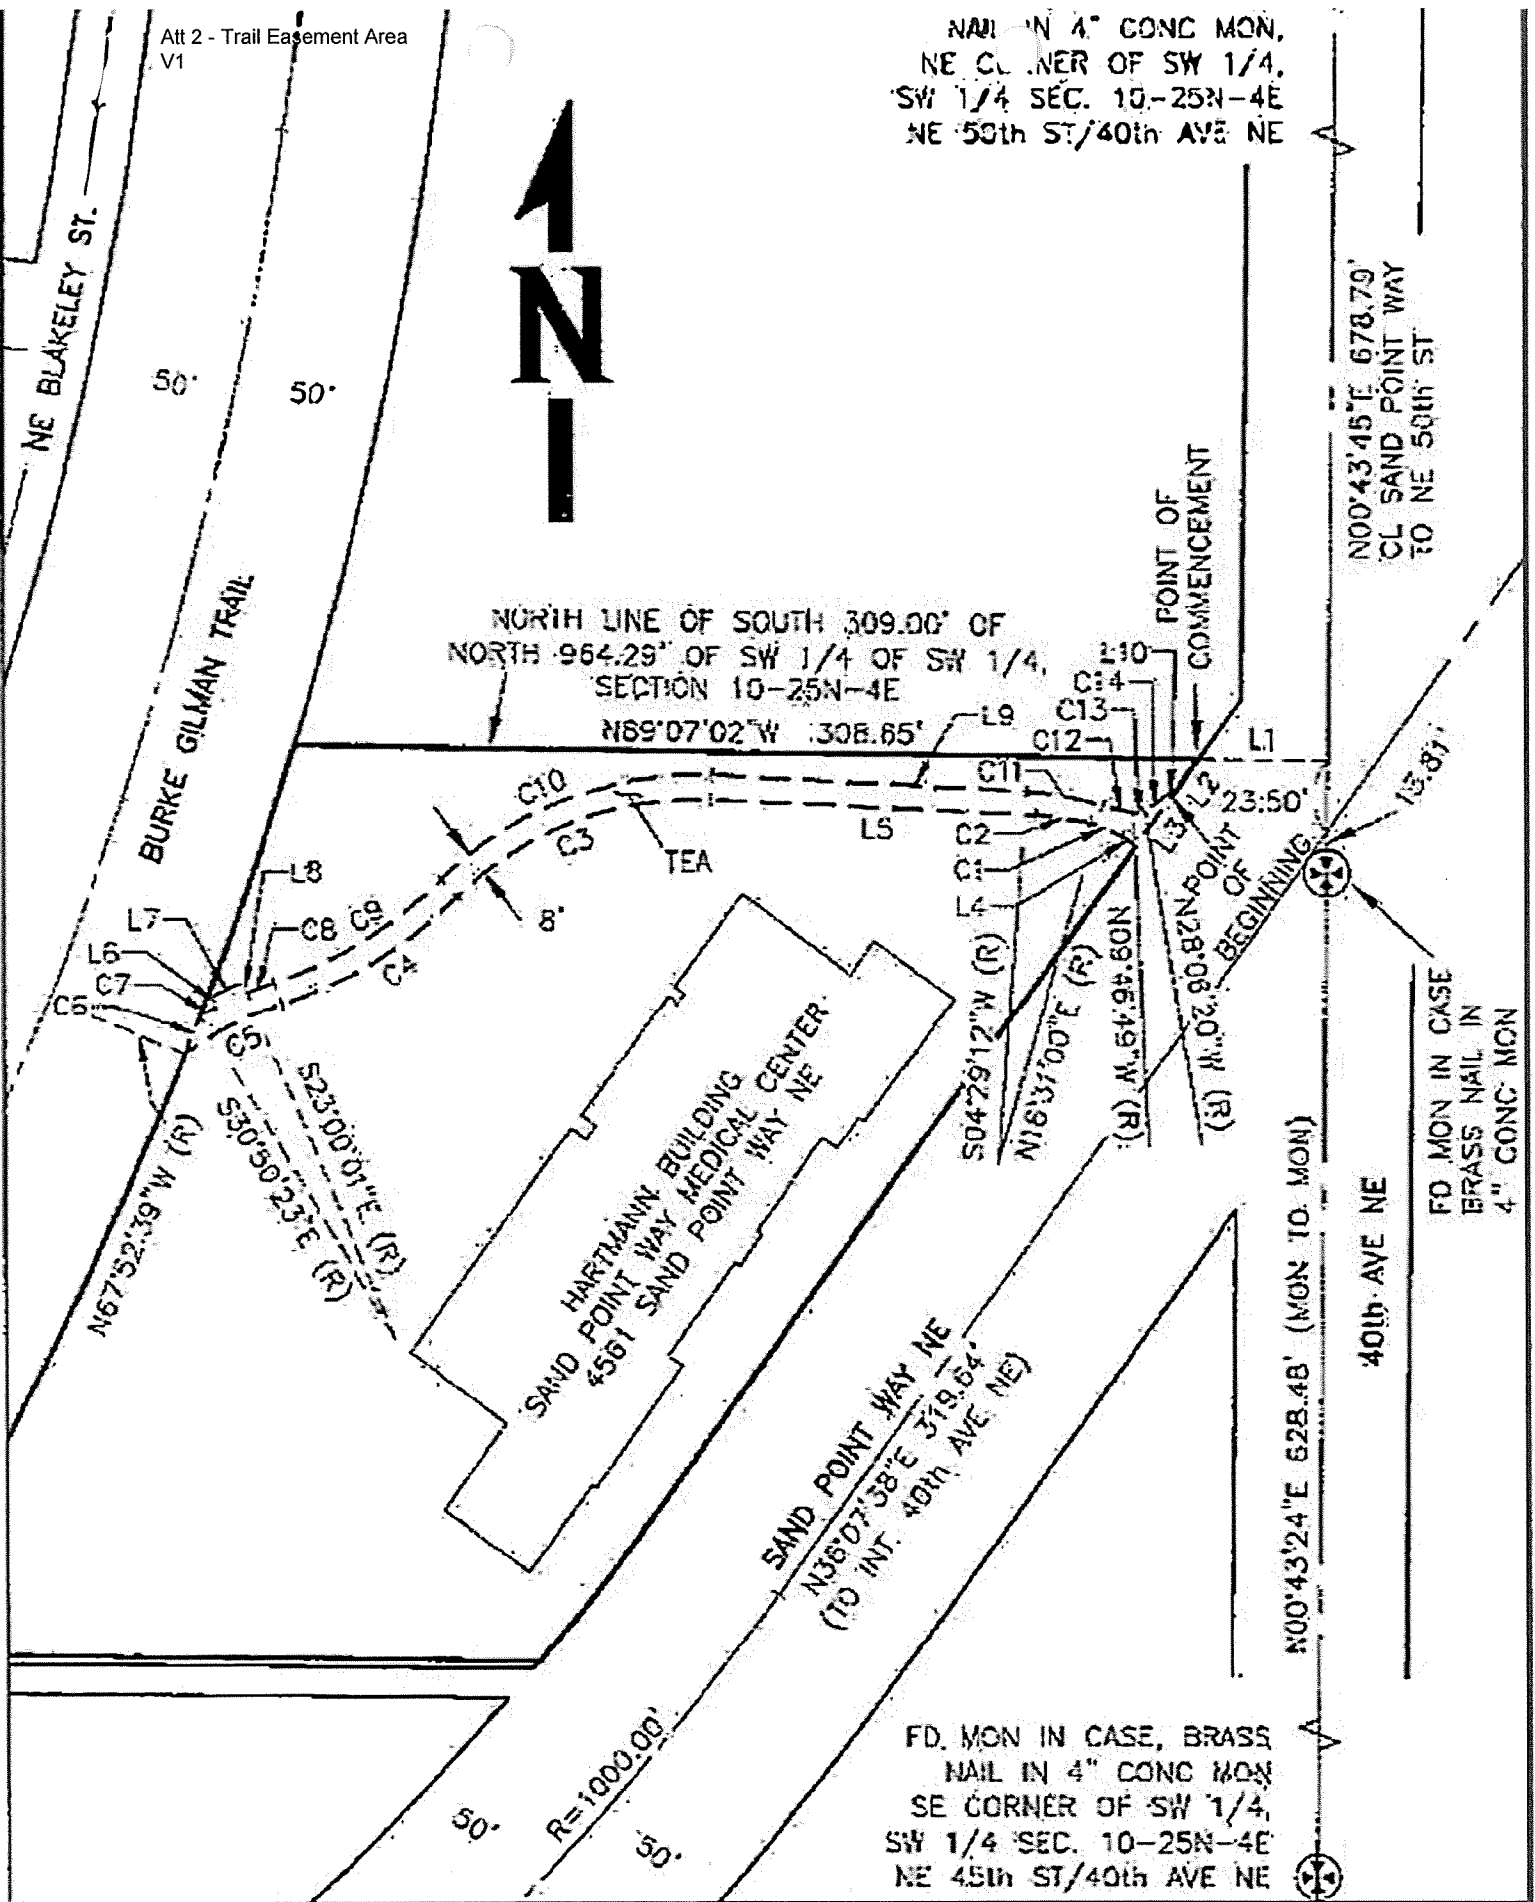 Att 2 - Trail Easement Area
V1
IN 4" CONC MON,
NE CORNER OF SW 1/4,
SW 1/4 SEC. 10-25N-4E
NE 50th ST/40th AVE NE
NE BLAKELEY ST.
50'
50'
N
N00°43'45"E 678.79'
CL SAND POINT WAY
TO NE 50th ST
POINT OF
COMMENCEMENT
BURKE GILMAN TRAIL
NORTH LINE OF SOUTH 309.00' OF
NORTH 964.29' OF SW 1/4 OF SW 1/4,
SECTION 10-25N-4E
N89°07'02"W 308.65'
L10
C14
C13
C12
C11
L9
L1
L2
23.50'
15.81'
L3
C10
C3
TEA
L5
C2
C1
L4
POINT
OF
BEGINNING
8'
L8
L7
C9
C8
L6
C7
C6
C5
C4
S04°29'12"W (R)
N16°31'00"E (R)
N09°46'49"W (R)
N28°08'02"W (R)
FD MON IN CASE
BRASS NAIL IN
4" CONC MON
S23°00'01"E (R)
S30°50'23"E (R)
N67°52'39"W (R)
HARTMANN BUILDING
SAND POINT WAY MEDICAL CENTER
4561 SAND POINT WAY NE
SAND POINT WAY NE
N36°07'38"E 319.64'
(TO INT. 40th AVE NE)
N00°43'24"E 628.48' (MON TO MON)
40th AVE NE
R=1000.00'
50'
50'
FD. MON IN CASE, BRASS
NAIL IN 4" CONC MON
SE CORNER OF SW 1/4,
SW 1/4 SEC. 10-25N-4E
NE 45th ST/40th AVE NE